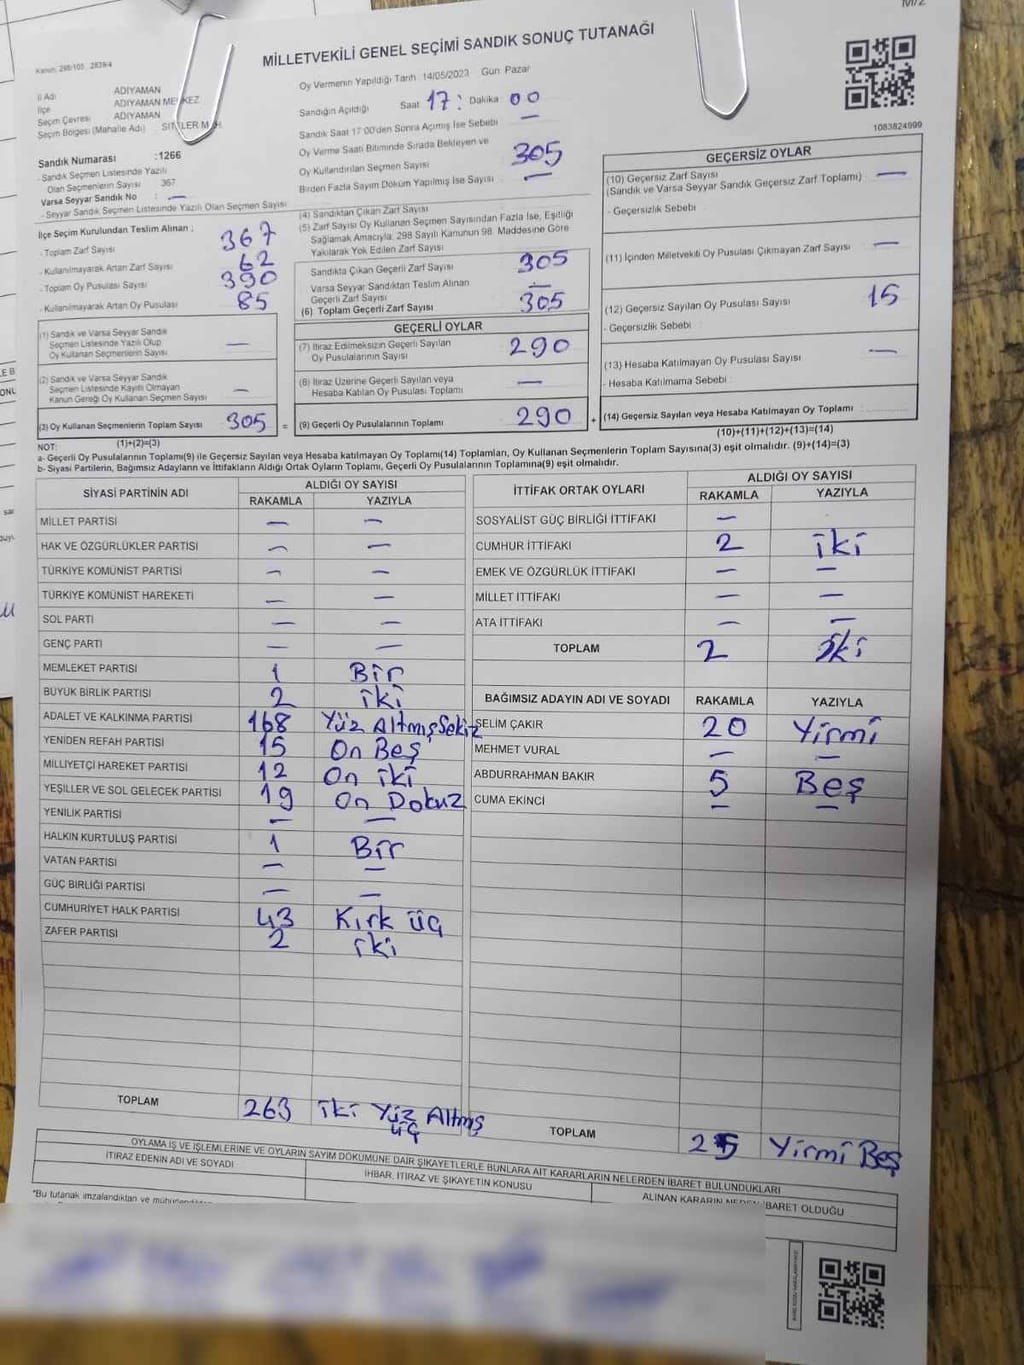 MİLLETVEKİLİ GENEL SEÇİMİ SANDIK SONUÇ TUTANAĞI
İl Adı ADIYAMAN
İlçe ADIYAMAN MERKEZ
Seçim Çevresi ADIYAMAN
Seçim Bölgesi (Mahalle Adı)
Sandık Numarası :1266
- Sandık Seçmen Listesinde Yazılı
Olan Seçmenlerin Sayısı 367
Varsa Seyyar Sandık No : —
- Seyyar Sandık Seçmen Listesinde Yazılı Olan Seçmen Sayısı
İlçe Seçim Kurulundan Teslim Alınan ;
- Toplam Zarf Sayısı 367
- Kullanılmayarak Artan Zarf Sayısı 62
- Toplam Oy Pusulası Sayısı 390
- Kullanılmayarak Artan Oy Pusulası 85
(1) Sandık ve Varsa Seyyar Sandık
Seçmen Listesinde Yazılı Olup
Oy Kullanan Seçmenlerin Sayısı —
(2) Sandık ve Varsa Seyyar Sandık
Seçmen Listesinde Kayıtlı Olmayan
Kanun Gereği Oy Kullanan Seçmen Sayısı —
(3) Oy Kullanan Seçmenlerin Toplam Sayısı 305 =
(1)+(2)=(3)
Oy Vermenin Yapıldığı Tarih : 14/05/2023 Gün: Pazar
Sandığın Açıldığı Saat 17: Dakika 00
Sandık Saat 17:00'den Sonra Açılmış İse Sebebi —
Oy Verme Saati Bitiminde Sırada Bekleyen ve
Oy Kullandırılan Seçmen Sayısı 305
Birden Fazla Sayım Döküm Yapılmış İse Sayısı —
(4) Sandıktan Çıkan Zarf Sayısı
(5) Zarf Sayısı Oy Kullanan Seçmen Sayısından Fazla İse, Eşitliği
Sağlamak Amacıyla; 298 Sayılı Kanunun 98. Maddesine Göre
Yakılarak Yok Edilen Zarf Sayısı
Sandıkta Çıkan Geçerli Zarf Sayısı 305
Varsa Seyyar Sandıktan Teslim Alınan
Geçerli Zarf Sayısı —
(6) Toplam Geçerli Zarf Sayısı 305
GEÇERLİ OYLAR
(7) İtiraz Edilmeksizin Geçerli Sayılan
Oy Pusulalarının Sayısı 290
(8) İtiraz Üzerine Geçerli Sayılan veya
Hesaba Katılan Oy Pusulası Toplamı —
(9) Geçerli Oy Pusulalarının Toplamı 290 +
1083824999
GEÇERSİZ OYLAR
(10) Geçersiz Zarf Sayısı
(Sandık ve Varsa Seyyar Sandık Geçersiz Zarf Toplamı) —
- Geçersizlik Sebebi
(11) İçinden Milletvekili Oy Pusulası Çıkmayan Zarf Sayısı —
(12) Geçersiz Sayılan Oy Pusulası Sayısı 15
- Geçersizlik Sebebi
(13) Hesaba Katılmayan Oy Pusulası Sayısı —
- Hesaba Katılmama Sebebi
(14) Geçersiz Sayılan veya Hesaba Katılmayan Oy Toplamı
(10)+(11)+(12)+(13)=(14)
NOT:
a- Geçerli Oy Pusulalarının Toplamı(9) ile Geçersiz Sayılan veya Hesaba katılmayan Oy Toplamı(14) Toplamları, Oy Kullanan Seçmenlerin Toplam Sayısına(3) eşit olmalıdır. (9)+(14)=(3)
b- Siyasi Partilerin, Bağımsız Adayların ve İttifakların Aldığı Ortak Oyların Toplamı, Geçerli Oy Pusulalarının Toplamına(9) eşit olmalıdır.
SİYASİ PARTİNİN ADI ALDIĞI OY SAYISI
RAKAMLA YAZIYLA
MİLLET PARTİSİ — —
HAK VE ÖZGÜRLÜKLER PARTİSİ — —
TÜRKİYE KOMÜNİST PARTİSİ — —
TÜRKİYE KOMÜNİST HAREKETİ — —
SOL PARTİ — —
GENÇ PARTİ — —
MEMLEKET PARTİSİ 1 Bir
BÜYÜK BİRLİK PARTİSİ 2 iki
ADALET VE KALKINMA PARTİSİ 168 Yüz AltmışSekiz
YENİDEN REFAH PARTİSİ 15 On Beş
MİLLİYETÇİ HAREKET PARTİSİ 12 On iki
YEŞİLLER VE SOL GELECEK PARTİSİ 19 On Dokuz
YENİLİK PARTİSİ — —
HALKIN KURTULUŞ PARTİSİ 1 Bir
VATAN PARTİSİ — —
GÜÇ BİRLİĞİ PARTİSİ — —
CUMHURİYET HALK PARTİSİ 43 Kırk üç
ZAFER PARTİSİ 2 iki
TOPLAM 263 iki Yüz Altmış
üç
İTTİFAK ORTAK OYLARI ALDIĞI OY SAYISI
RAKAMLA YAZIYLA
SOSYALİST GÜÇ BİRLİĞİ İTTİFAKI —
CUMHUR İTTİFAKI 2 iki
EMEK VE ÖZGÜRLÜK İTTİFAKI — —
MİLLET İTTİFAKI — —
ATA İTTİFAKI — —
TOPLAM 2 iki
BAĞIMSIZ ADAYIN ADI VE SOYADI RAKAMLA YAZIYLA
SELİM ÇAKIR 20 Yirmi
MEHMET VURAL — —
ABDURRAHMAN BAKIR 5 Beş
CUMA EKİNCİ — —
TOPLAM 25 Yirmi Beş
OYLAMA İŞ VE İŞLEMLERİNE VE OYLARIN SAYIM DÖKÜMÜNE DAİR ŞİKAYETLERLE BUNLARA AİT KARARLARIN NELERDEN İBARET BULUNDUKLARI
İTİRAZ EDENİN ADI VE SOYADI İHBAR, İTİRAZ VE ŞİKAYETİN KONUSU ALINAN KARARIN NEDEN İBARET OLDUĞU
*Bu tutanak imzalandıktan ve